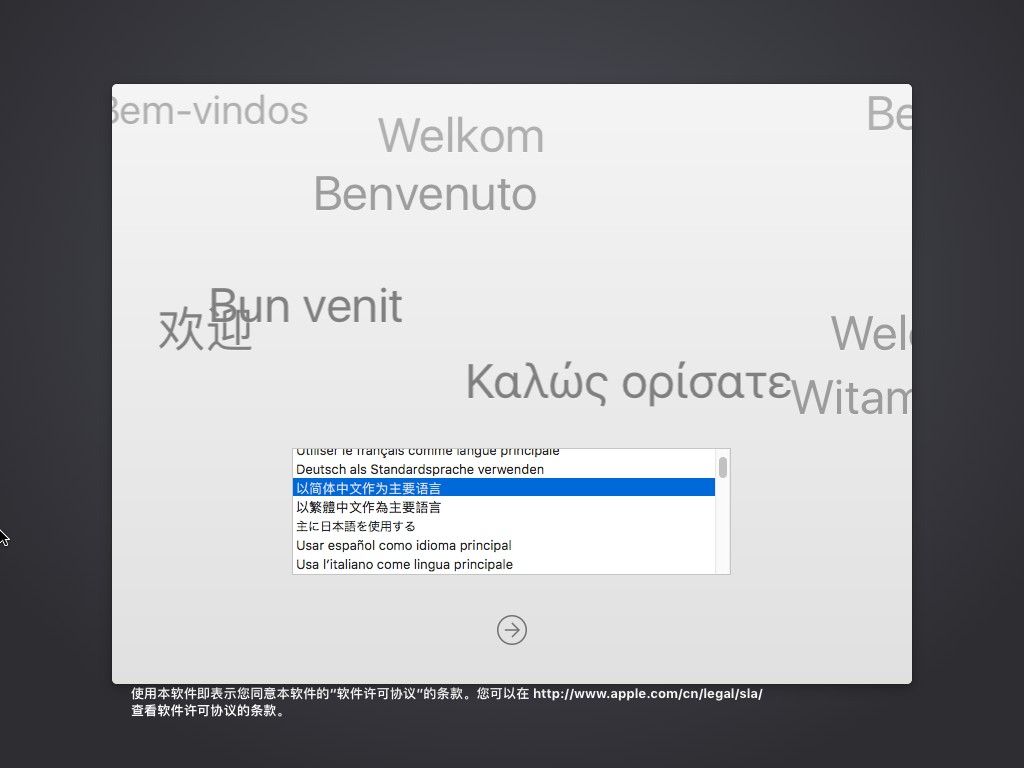 Bem-vindos
Welkom
Be
Benvenuto
Bun venit
欢迎
Wel
Καλώς ορίσατε
Witam
Utiliser le français comme langue principale
Deutsch als Standardsprache verwenden
以简体中文作为主要语言
以繁體中文作為主要語言
主に日本語を使用する
Usar español como idioma principal
Usa l’italiano come lingua principale
使用本软件即表示您同意本软件的“软件许可协议”的条款。您可以在 http://www.apple.com/cn/legal/sla/
查看软件许可协议的条款。